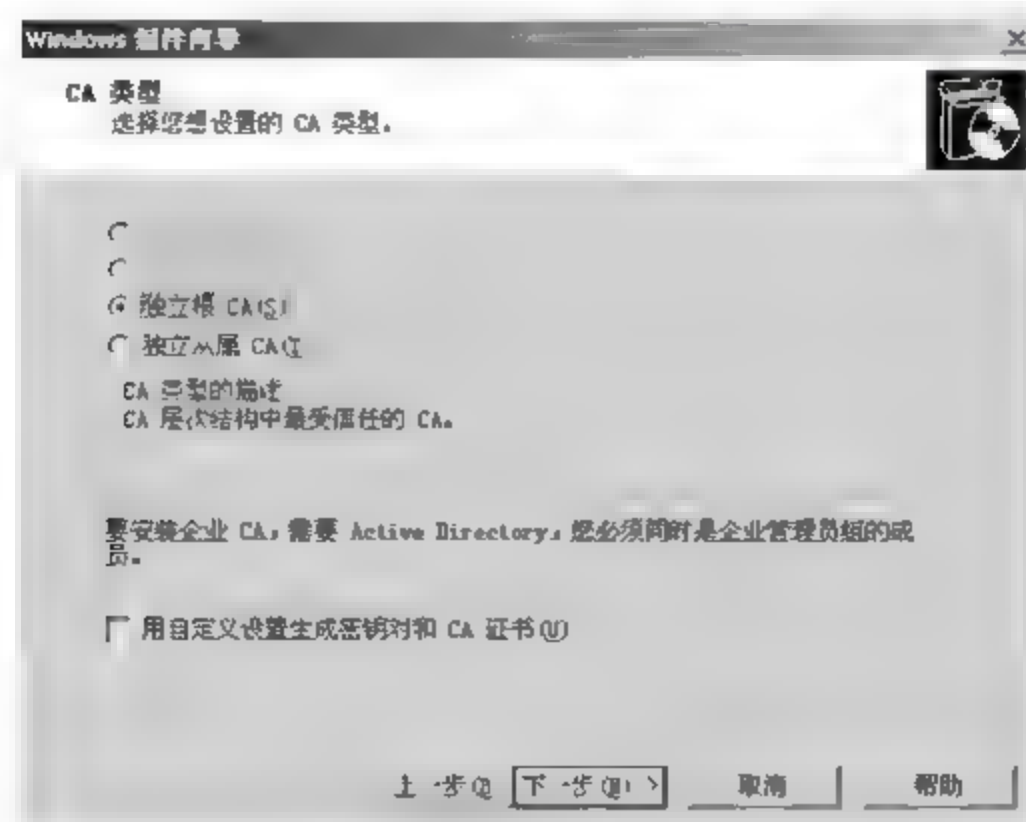 Windows 组件向导
CA 类型
选择您想设置的 CA 类型。
独立根 CA(S)
独立从属 CA(T
CA 类型的描述
CA 层次结构中最受信任的 CA。
要安装企业 CA，需要 Active Directory，您必须同时是企业管理员组的成
员。
用自定义设置生成密钥对和 CA 证书(U)
上一步(B 下一步(N) > 取消 帮助